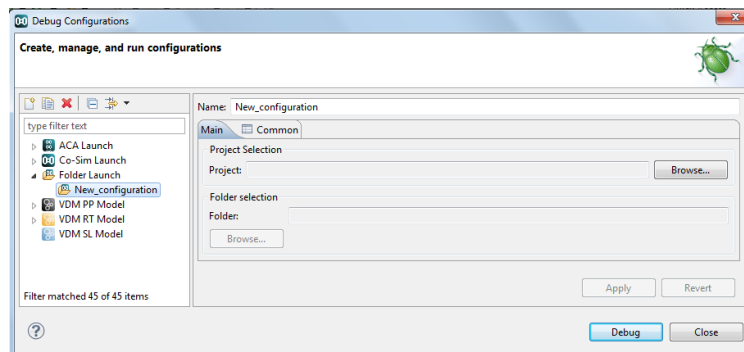 Debug Configurations
Create, manage, and run configurations
type filter text
ACA Launch
Co-Sim Launch
Folder Launch
New_configuration
VDM PP Model
VDM RT Model
VDM SL Model
Filter matched 45 of 45 items
Name: New_configuration
Main Common
Project Selection
Project: Browse...
Folder selection
Folder:
Browse...
Apply Revert
Debug Close